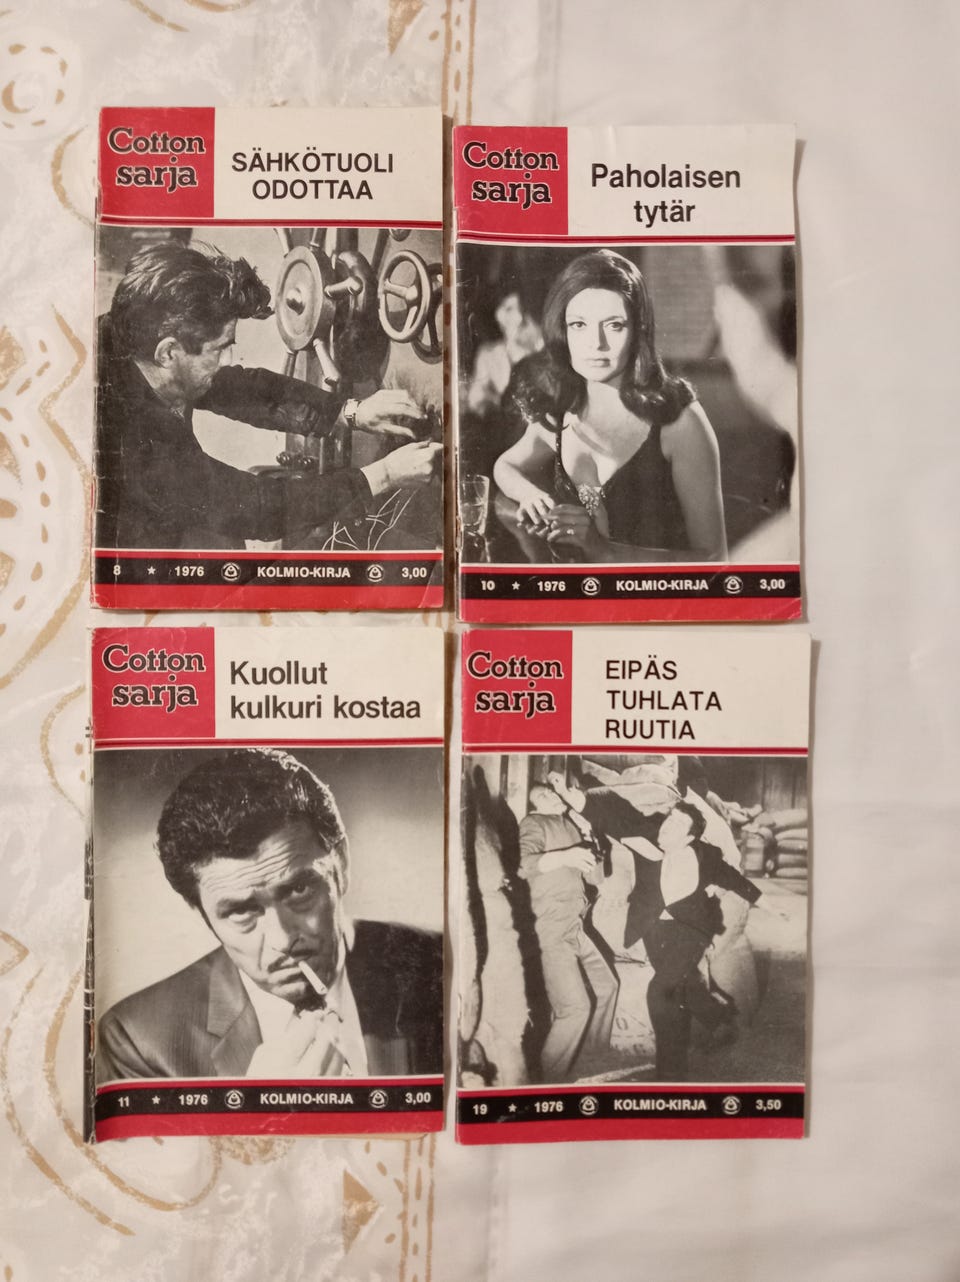 Cotton
sarja
SÄHKÖTUOLI
ODOTTAA
8 ★ 1976 KOLMIO-KIRJA 3,00
Cotton
sarja
Paholaisen
tytär
10 ★ 1976 KOLMIO-KIRJA 3,00
Cotton
sarja
Kuollut
kulkuri kostaa
11 ★ 1976 KOLMIO-KIRJA 3,00
Cotton
sarja
EIPÄS
TUHLATA
RUUTIA
19 ★ 1976 KOLMIO-KIRJA 3,50